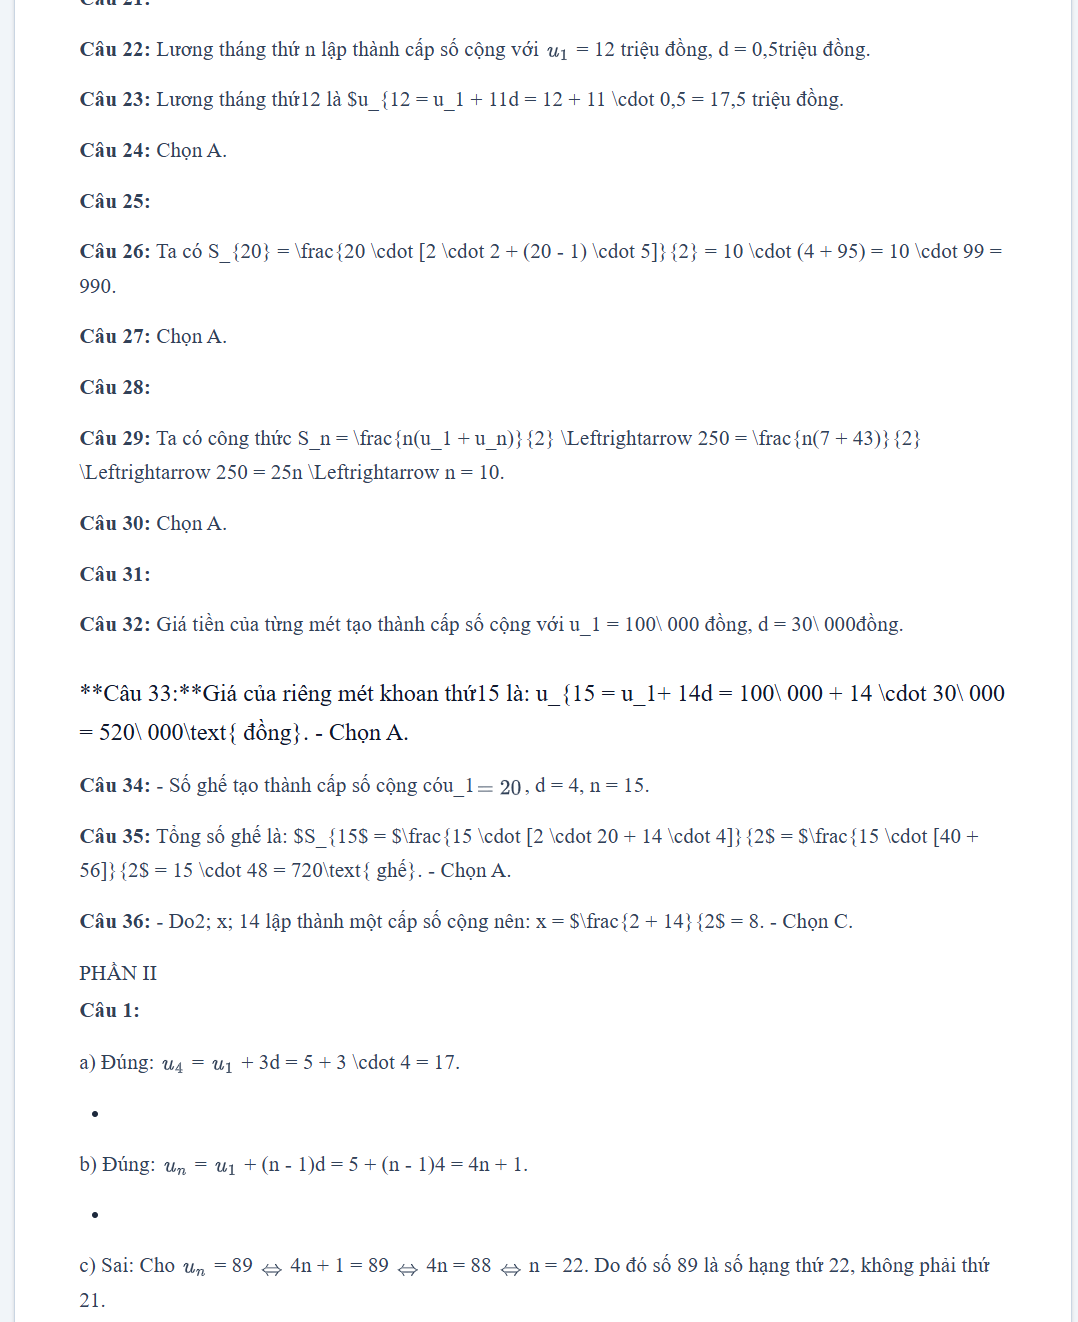 Câu 21:
Câu 22: Lương tháng thứ n lập thành cấp số cộng với u₁ = 12 triệu đồng, d = 0,5triệu đồng.
Câu 23: Lương tháng thứ12 là $u_{12 = u_1 + 11d = 12 + 11 \cdot 0,5 = 17,5 triệu đồng.
Câu 24: Chọn A.
Câu 25:
Câu 26: Ta có S_{20} = \frac{20 \cdot [2 \cdot 2 + (20 - 1) \cdot 5]}{2} = 10 \cdot (4 + 95) = 10 \cdot 99 =
990.
Câu 27: Chọn A.
Câu 28:
Câu 29: Ta có công thức S_n = \frac{n(u_1 + u_n)}{2} \Leftrightarrow 250 = \frac{n(7 + 43)}{2}
\Leftrightarrow 250 = 25n \Leftrightarrow n = 10.
Câu 30: Chọn A.
Câu 31:
Câu 32: Giá tiền của từng mét tạo thành cấp số cộng với u_1 = 100\ 000 đồng, d = 30\ 000đồng.
**Câu 33:**Giá của riêng mét khoan thứ15 là: u_{15 = u_1+ 14d = 100\ 000 + 14 \cdot 30\ 000
= 520\ 000\text{ đồng}. - Chọn A.
Câu 34: - Số ghế tạo thành cấp số cộng cóu_1= 20, d = 4, n = 15.
Câu 35: Tổng số ghế là: $S_{15$ = $\frac{15 \cdot [2 \cdot 20 + 14 \cdot 4]}{2$ = $\frac{15 \cdot [40 +
56]}{2$ = 15 \cdot 48 = 720\text{ ghế}. - Chọn A.
Câu 36: - Do2; x; 14 lập thành một cấp số cộng nên: x = $\frac{2 + 14}{2$ = 8. - Chọn C.
PHẦN II
Câu 1:
a) Đúng: u₄ = u₁ + 3d = 5 + 3 \cdot 4 = 17.
•
b) Đúng: uₙ = u₁ + (n - 1)d = 5 + (n - 1)4 = 4n + 1.
•
c) Sai: Cho uₙ = 89 ⇔ 4n + 1 = 89 ⇔ 4n = 88 ⇔ n = 22. Do đó số 89 là số hạng thứ 22, không phải thứ
21.